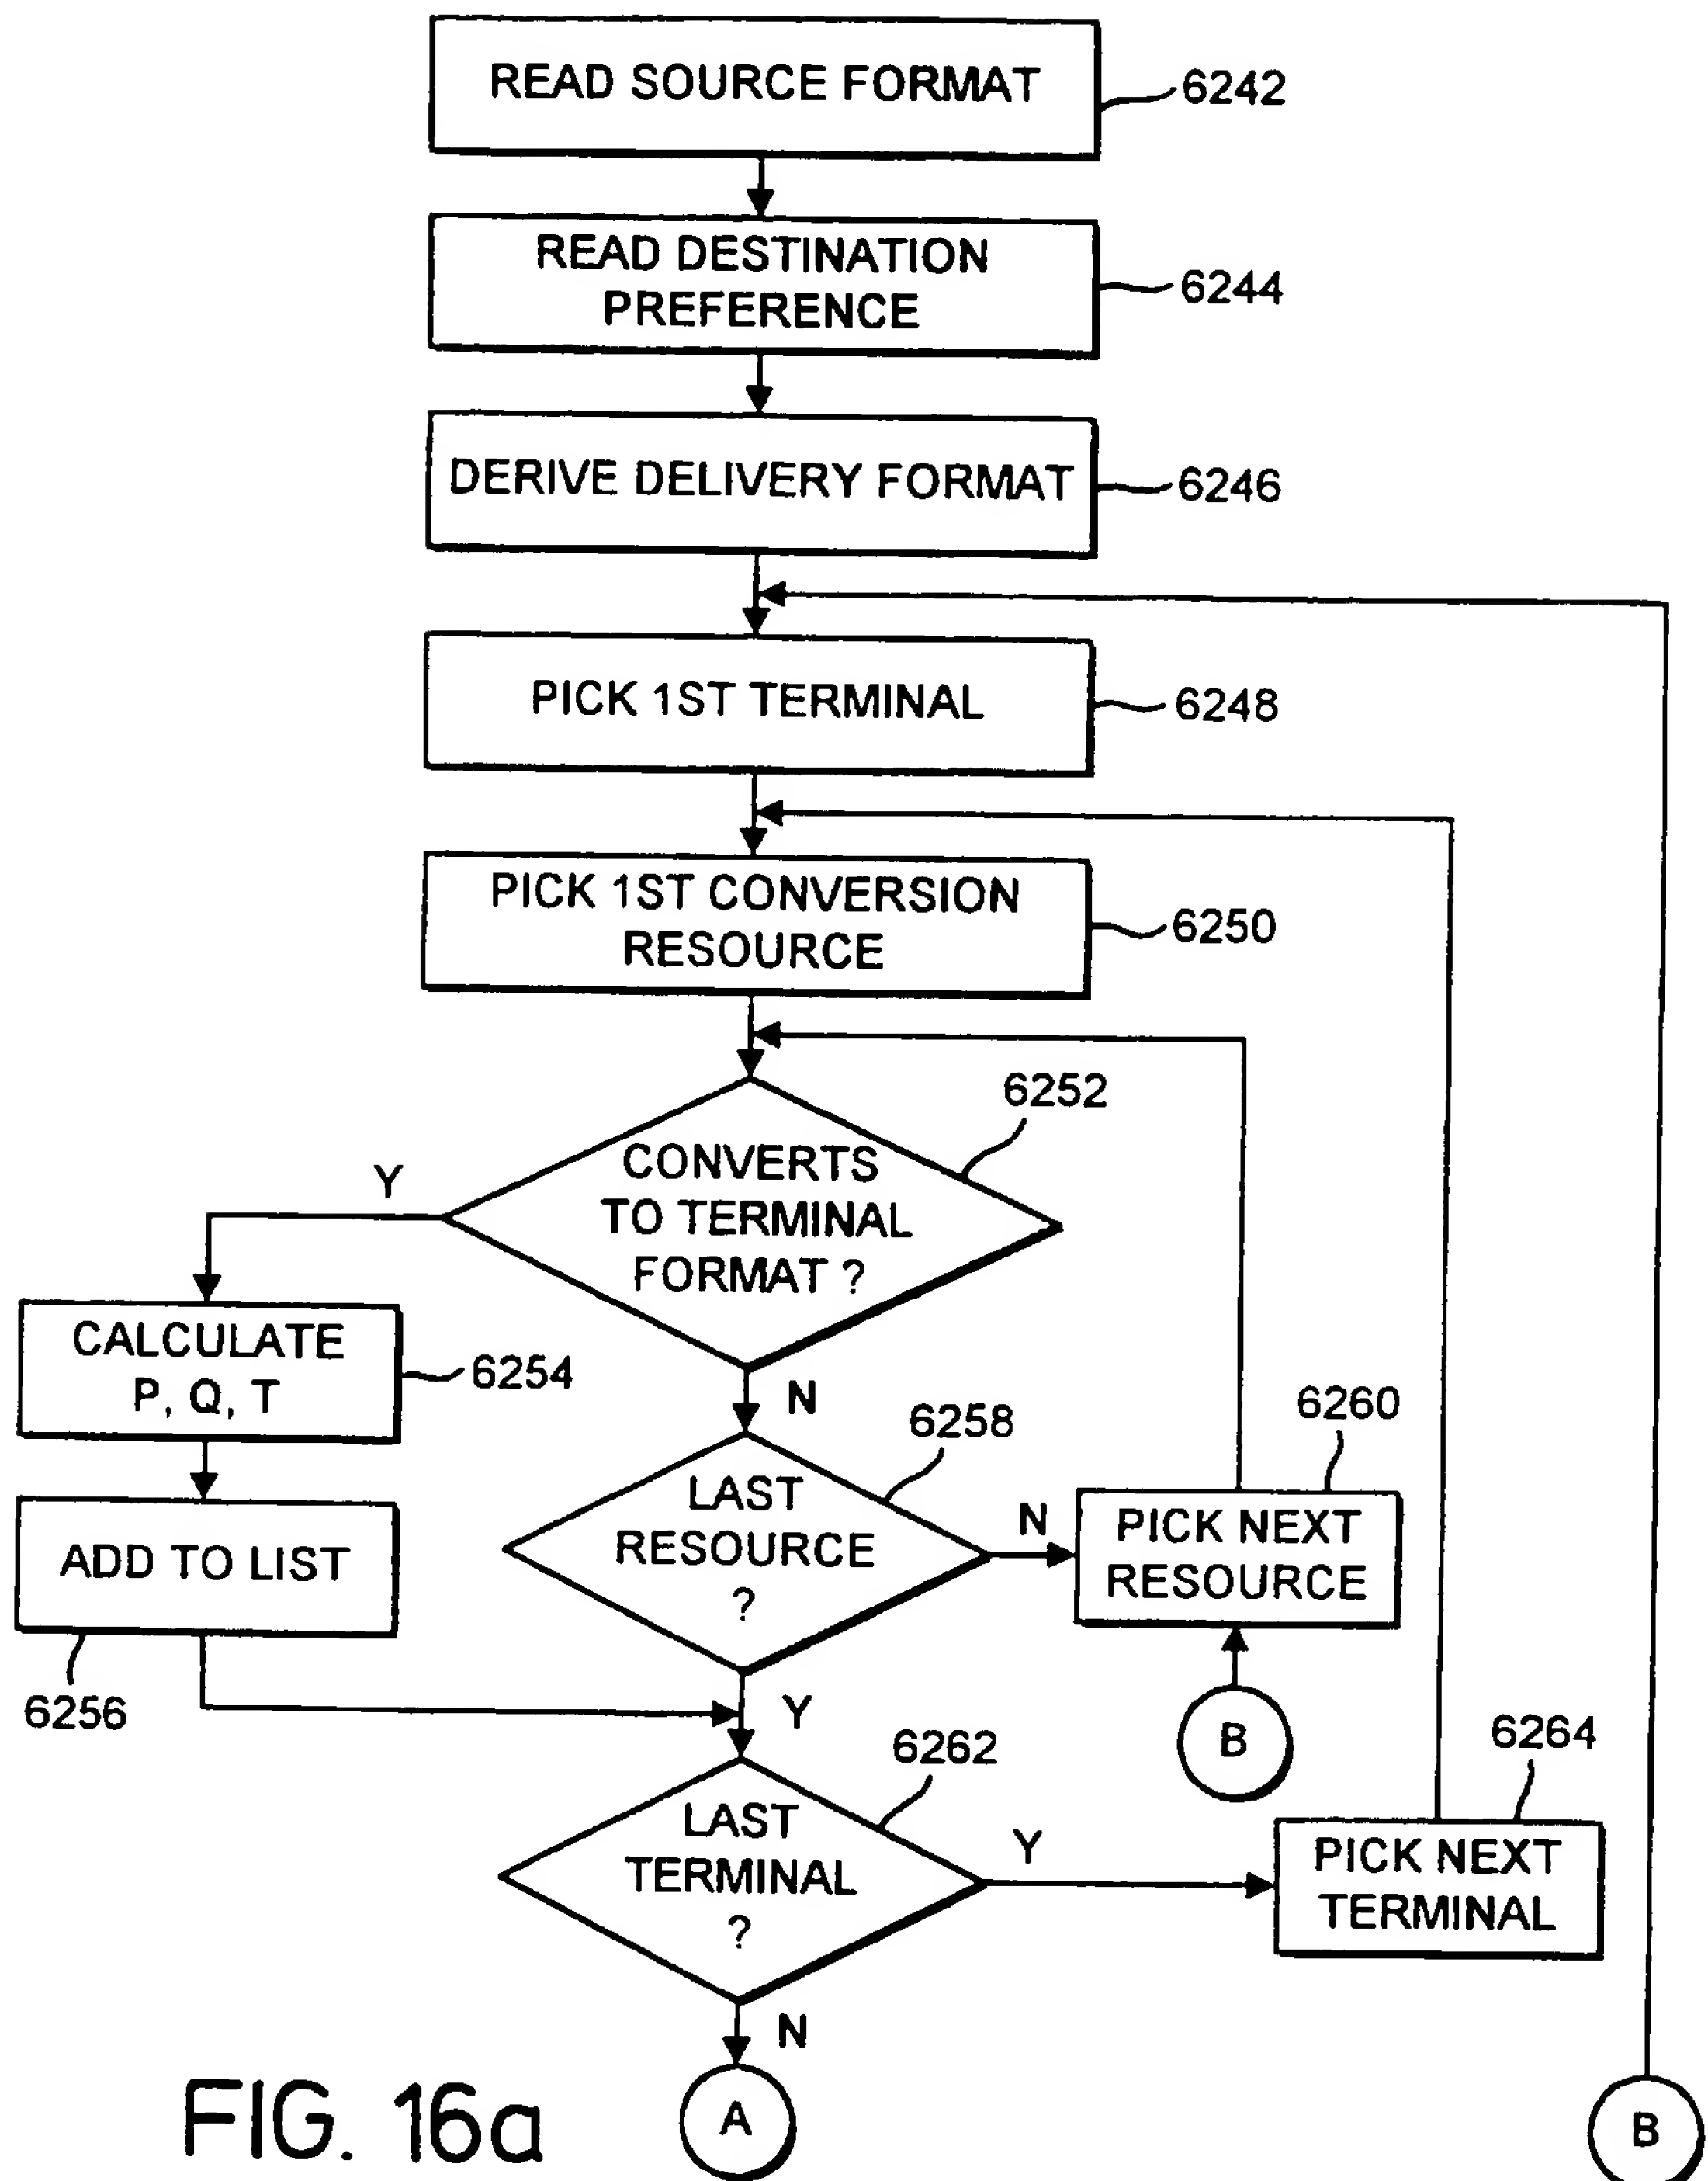 READ SOURCE FORMAT
6242
READ DESTINATION
PREFERENCE
6244
DERIVE DELIVERY FORMAT
6246
PICK 1ST TERMINAL
6248
PICK 1ST CONVERSION
RESOURCE
6250
6252
CONVERTS
TO TERMINAL
FORMAT ?
Y
N
CALCULATE
P, Q, T
6254
ADD TO LIST
6256
6258
LAST
RESOURCE
?
N
Y
6260
PICK NEXT
RESOURCE
B
6262
LAST
TERMINAL
?
Y
N
6264
PICK NEXT
TERMINAL
A
B
FIG. 16a